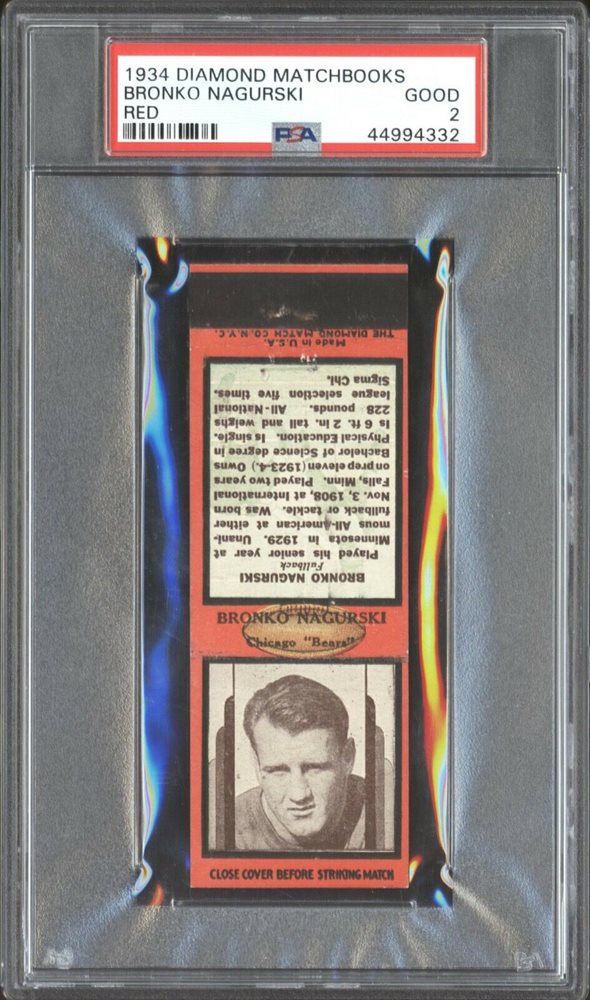 1934 DIAMOND MATCHBOOKS
BRONKO NAGURSKI GOOD
RED 2
PSA 44994332
BRONKO NAGURSKI
Fullback
Played his senior year at
Minnesota in 1929. Unani-
mous All-American at either
fullback or tackle. Was born
Nov. 3, 1908, at International
Falls, Minn. Played two years
on prep eleven (1923-4.) Owns
Bachelor of Science degree in
Physical Education. Is single.
Is 6 ft. 2 in. tall and weighs
228 pounds. All-National
league selection five times.
Sigma Chi.
Made in U.S.A.
THE DIAMOND MATCH CO. N.Y.C.
BRONKO NAGURSKI
Chicago "Bears"
CLOSE COVER BEFORE STRIKING MATCH